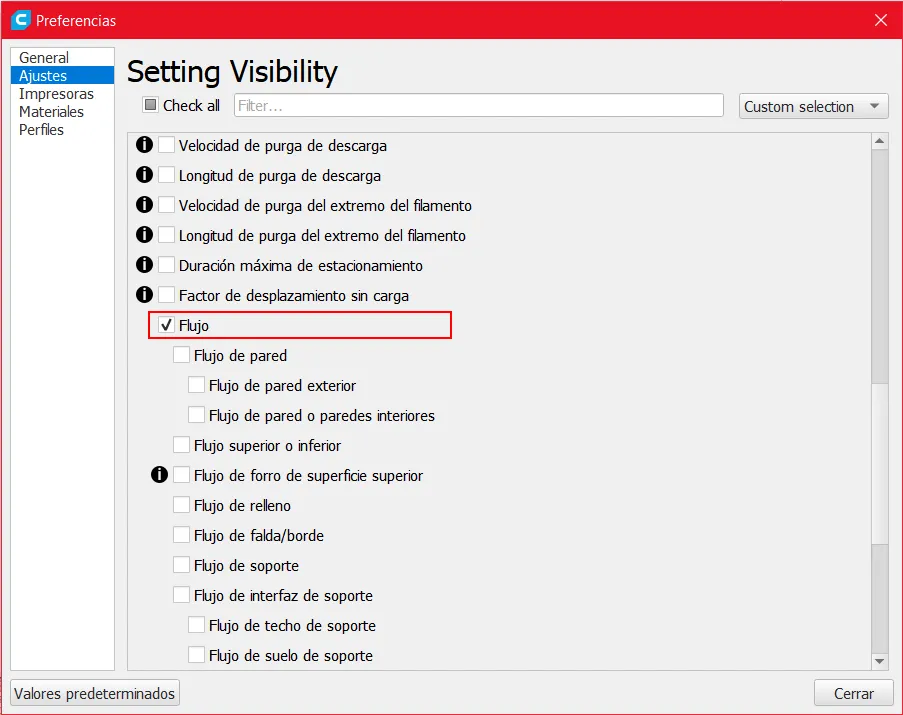 Preferencias
General
Ajustes
Impresoras
Materiales
Perfiles
Setting Visibility
Check all
Filter...
Custom selection
Velocidad de purga de descarga
Longitud de purga de descarga
Velocidad de purga del extremo del filamento
Longitud de purga del extremo del filamento
Duración máxima de estacionamiento
Factor de desplazamiento sin carga
Flujo
Flujo de pared
Flujo de pared exterior
Flujo de pared o paredes interiores
Flujo superior o inferior
Flujo de forro de superficie superior
Flujo de relleno
Flujo de falda/borde
Flujo de soporte
Flujo de interfaz de soporte
Flujo de techo de soporte
Flujo de suelo de soporte
Valores predeterminados
Cerrar